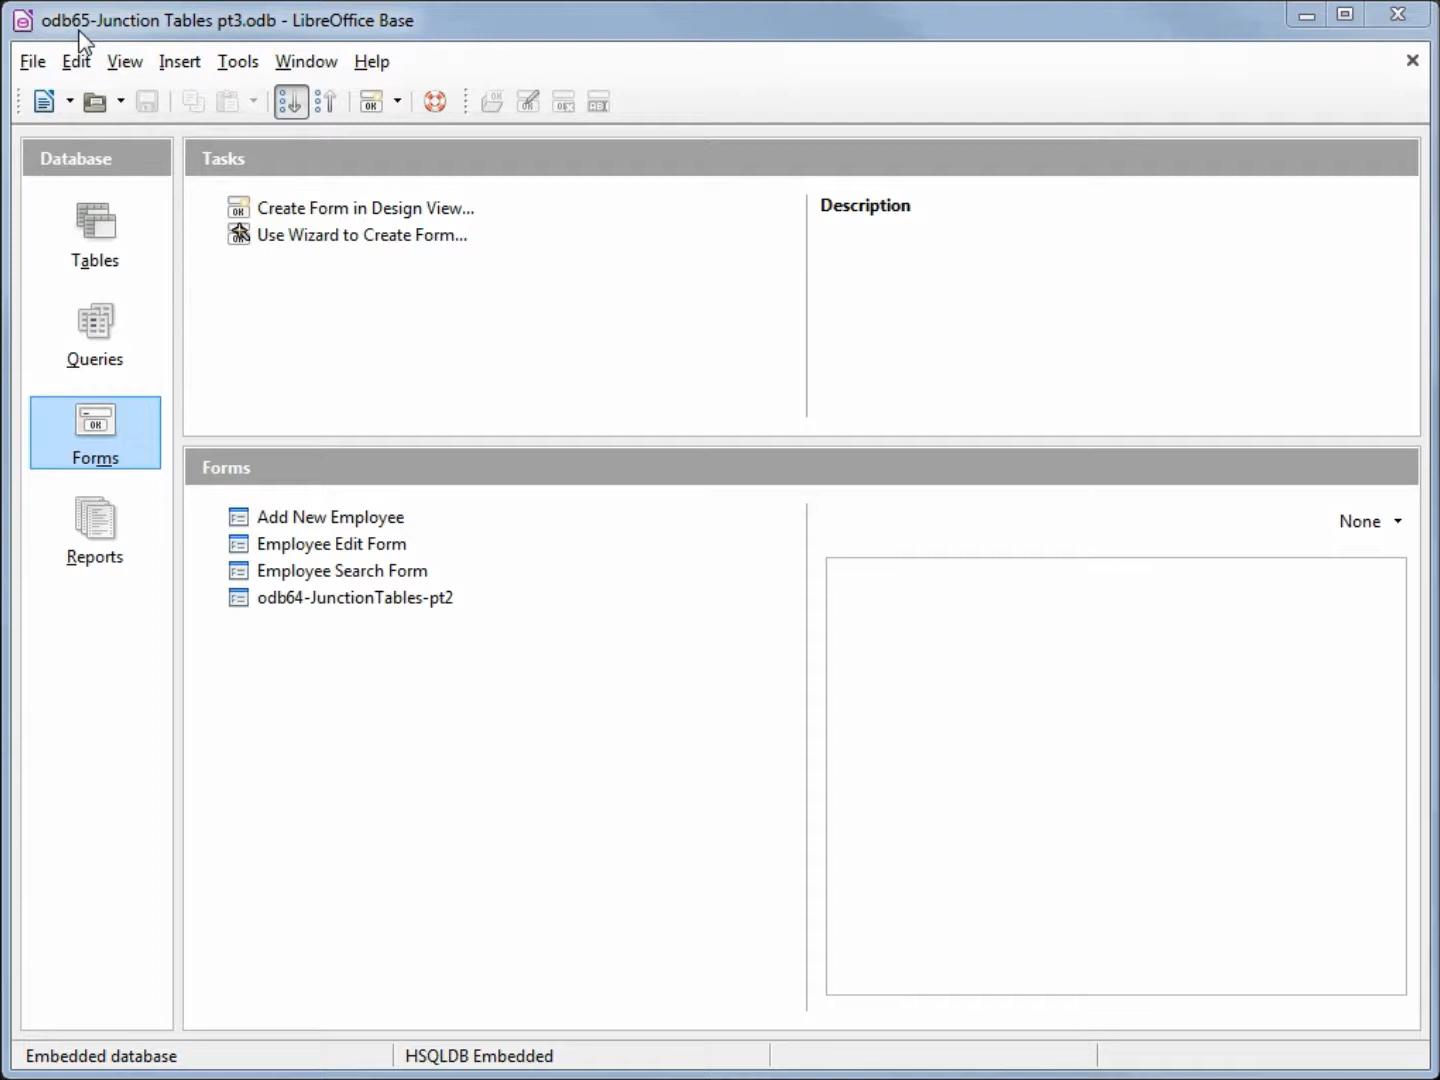 odb65-Junction Tables pt3.odb - LibreOffice Base
File Edit View Insert Tools Window Help
Database
Tables
Queries
Forms
Reports
Tasks
Create Form in Design View...
Use Wizard to Create Form...
Description
Forms
Add New Employee
Employee Edit Form
Employee Search Form
odb64-JunctionTables-pt2
None
Embedded database
HSQLDB Embedded